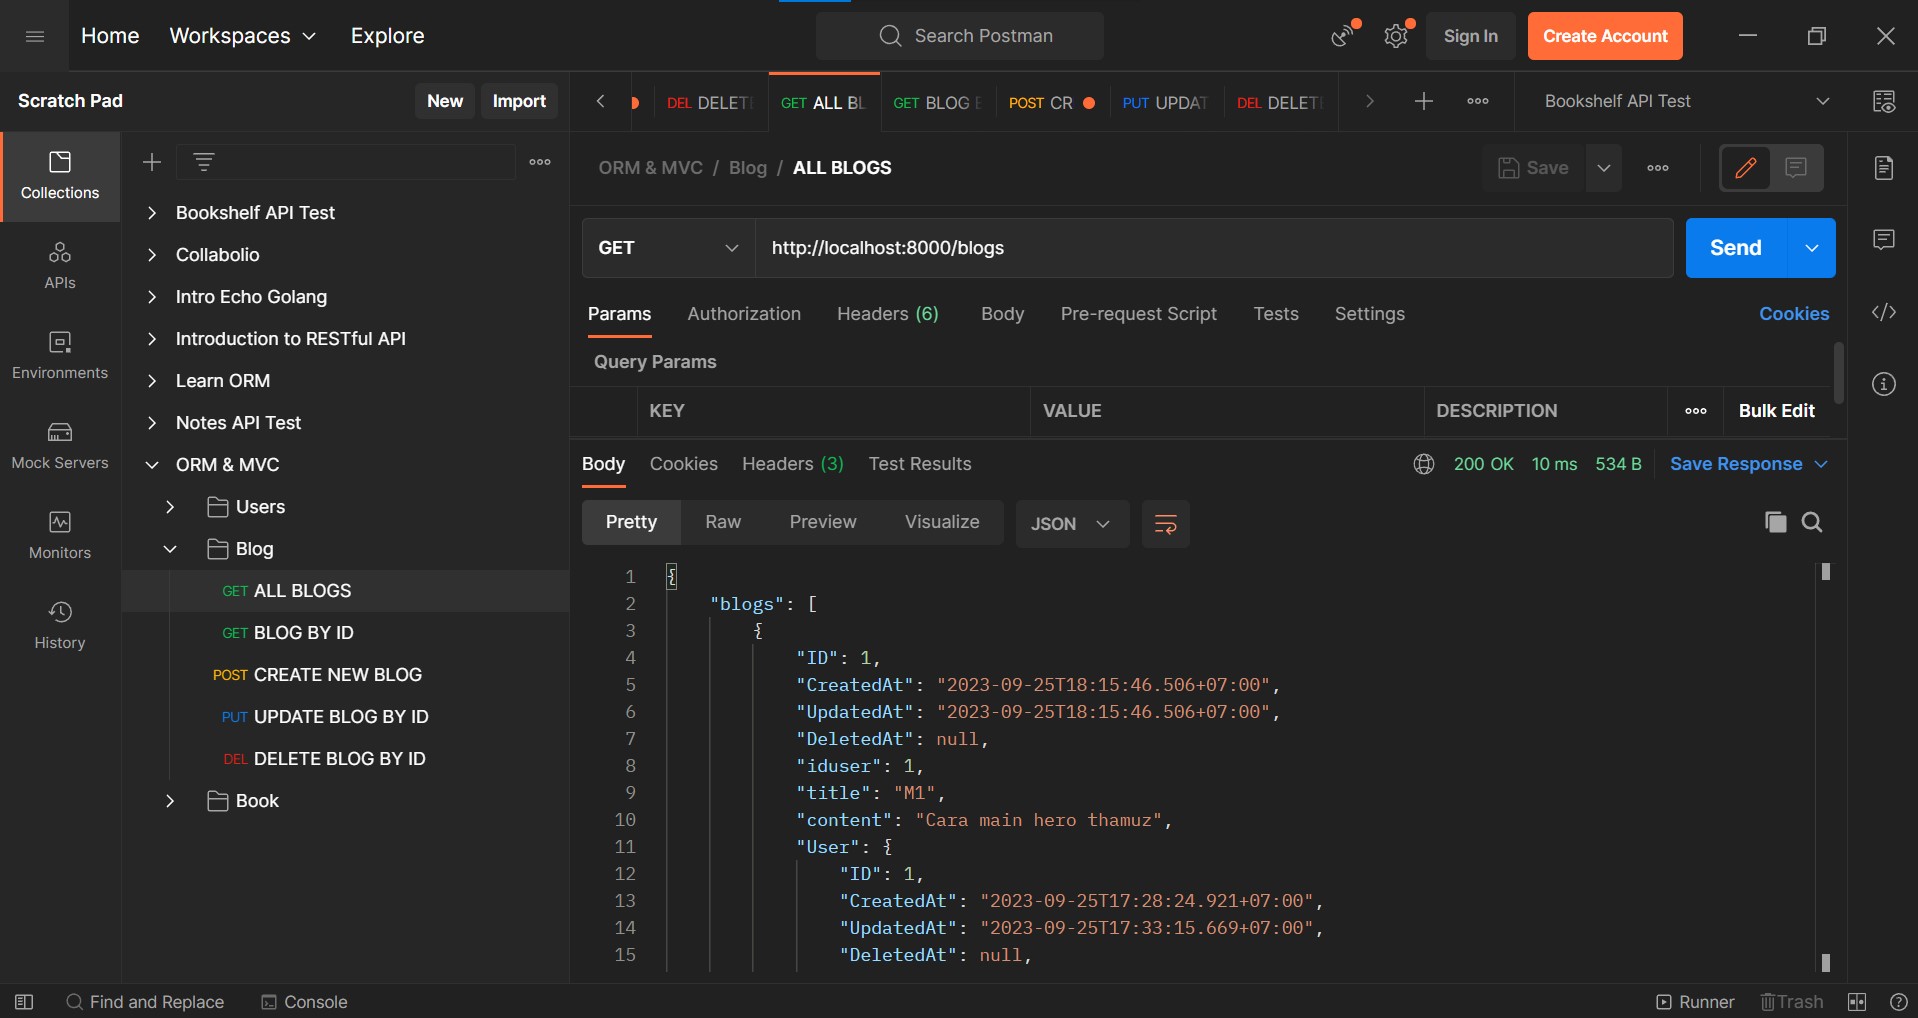 Home Workspaces Explore Search Postman Sign In Create Account
Scratch Pad New Import DEL DELET GET ALL BL GET BLOG POST CR PUT UPDAT DEL DELET Bookshelf API Test
Collections
APIs
Environments
Mock Servers
Monitors
History
Bookshelf API Test
Collabolio
Intro Echo Golang
Introduction to RESTful API
Learn ORM
Notes API Test
ORM & MVC
Users
Blog
GET ALL BLOGS
GET BLOG BY ID
POST CREATE NEW BLOG
PUT UPDATE BLOG BY ID
DEL DELETE BLOG BY ID
Book
ORM & MVC / Blog / ALL BLOGS Save
GET http://localhost:8000/blogs Send
Params Authorization Headers (6) Body Pre-request Script Tests Settings Cookies
Query Params
KEY VALUE DESCRIPTION Bulk Edit
Body Cookies Headers (3) Test Results 200 OK 10 ms 534 B Save Response
Pretty Raw Preview Visualize JSON
1 {
2 "blogs": [
3 {
4 "ID": 1,
5 "CreatedAt": "2023-09-25T18:15:46.506+07:00",
6 "UpdatedAt": "2023-09-25T18:15:46.506+07:00",
7 "DeletedAt": null,
8 "iduser": 1,
9 "title": "M1",
10 "content": "Cara main hero thamuz",
11 "User": {
12 "ID": 1,
13 "CreatedAt": "2023-09-25T17:28:24.921+07:00",
14 "UpdatedAt": "2023-09-25T17:33:15.669+07:00",
15 "DeletedAt": null,
Find and Replace Console Runner Trash